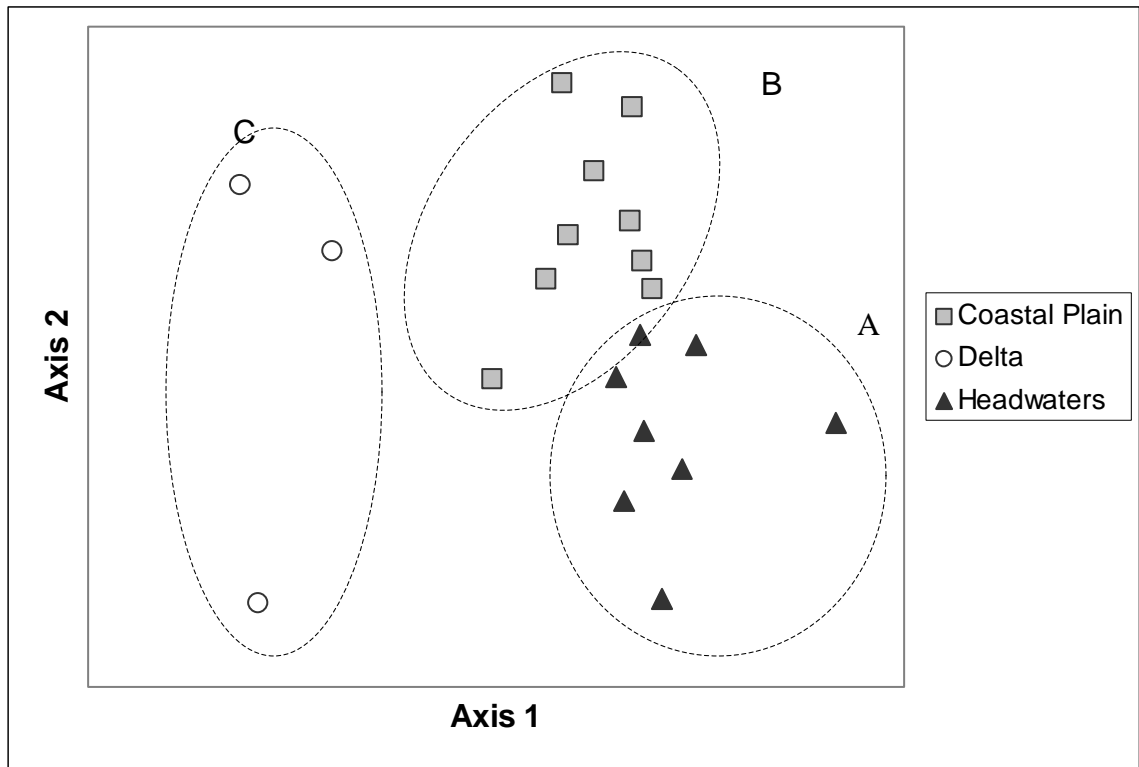 B
C
A
Axis 2
Coastal Plain
Delta
Headwaters
Axis 1